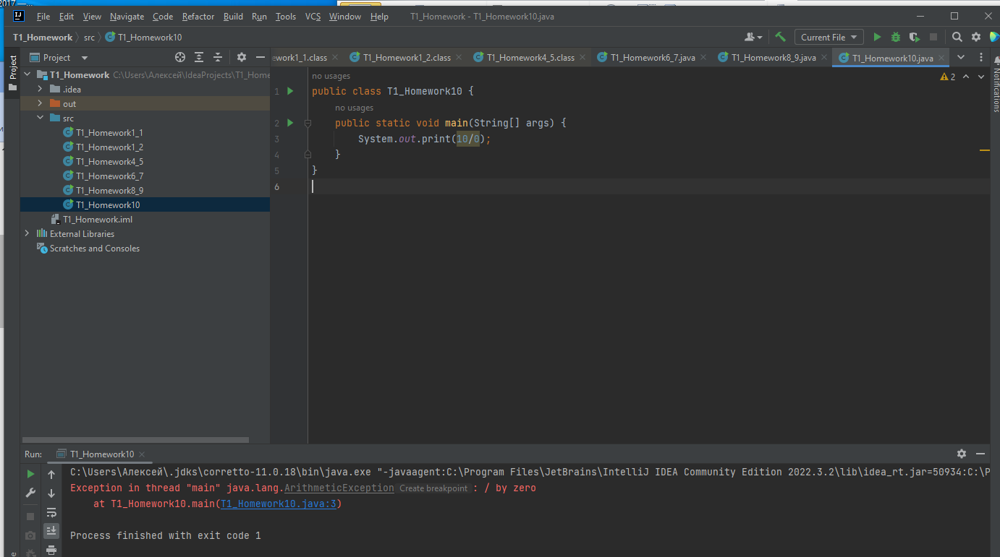 2017 —...
File Edit View Navigate Code Refactor Build Run Tools VCS Window Help T1_Homework - T1_Homework10.java
T1_Homework src T1_Homework10 Current File
Project
Project
ework1_1.class T1_Homework1_2.class T1_Homework4_5.class T1_Homework6_7.java T1_Homework8_9.java T1_Homework10.java
Notifications
T1_Homework C:\Users\Алексей\IdeaProjects\T1_Home
.idea
out
src
T1_Homework1_1
T1_Homework1_2
T1_Homework4_5
T1_Homework6_7
T1_Homework8_9
T1_Homework10
T1_Homework.iml
External Libraries
Scratches and Consoles
no usages
2
1 public class T1_Homework10 {
no usages
2 public static void main(String[] args) {
3 System.out.print(10/0);
4 }
5 }
6
Run: T1_Homework10
C:\Users\Алексей\.jdks\corretto-11.0.18\bin\java.exe "-javaagent:C:\Program Files\JetBrains\IntelliJ IDEA Community Edition 2022.3.2\lib\idea_rt.jar=50934:C:\P
Exception in thread "main" java.lang.ArithmeticException Create breakpoint : / by zero
at T1_Homework10.main(T1_Homework10.java:3)
Process finished with exit code 1